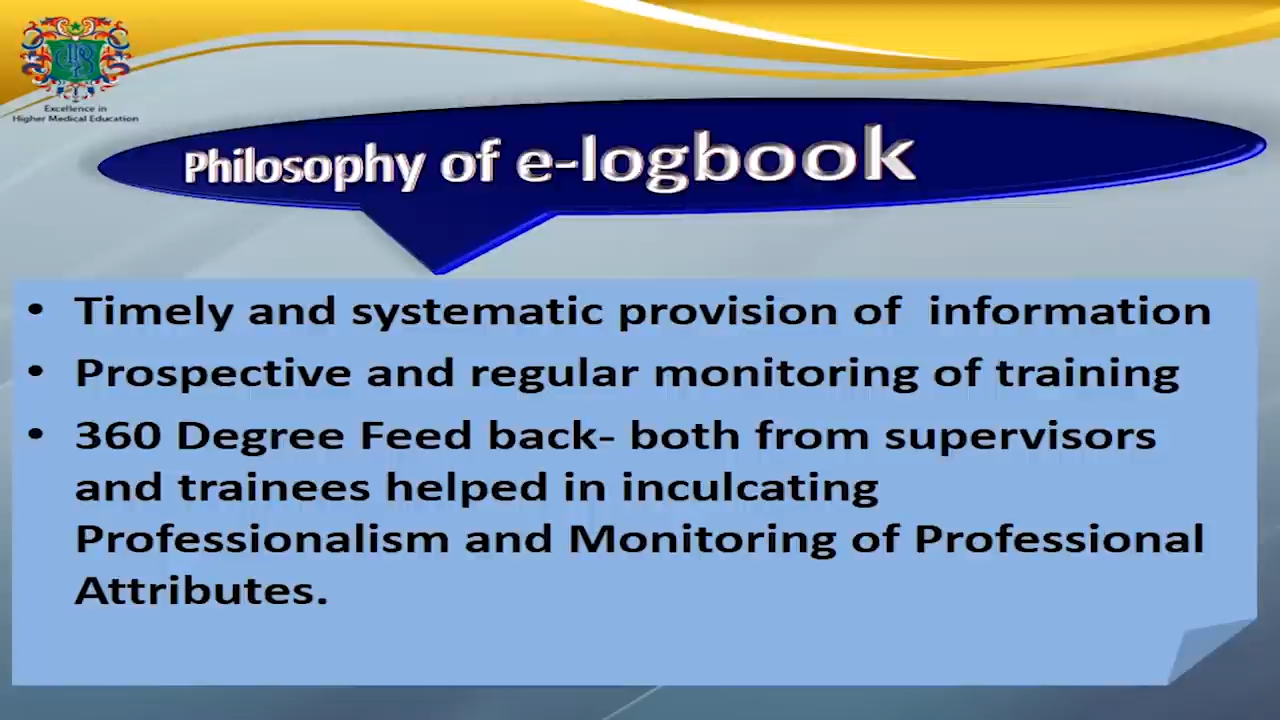 Excellence in
Higher Medical Education
Philosophy of e-logbook
• Timely and systematic provision of information
• Prospective and regular monitoring of training
• 360 Degree Feed back- both from supervisors
and trainees helped in inculcating
Professionalism and Monitoring of Professional
Attributes.